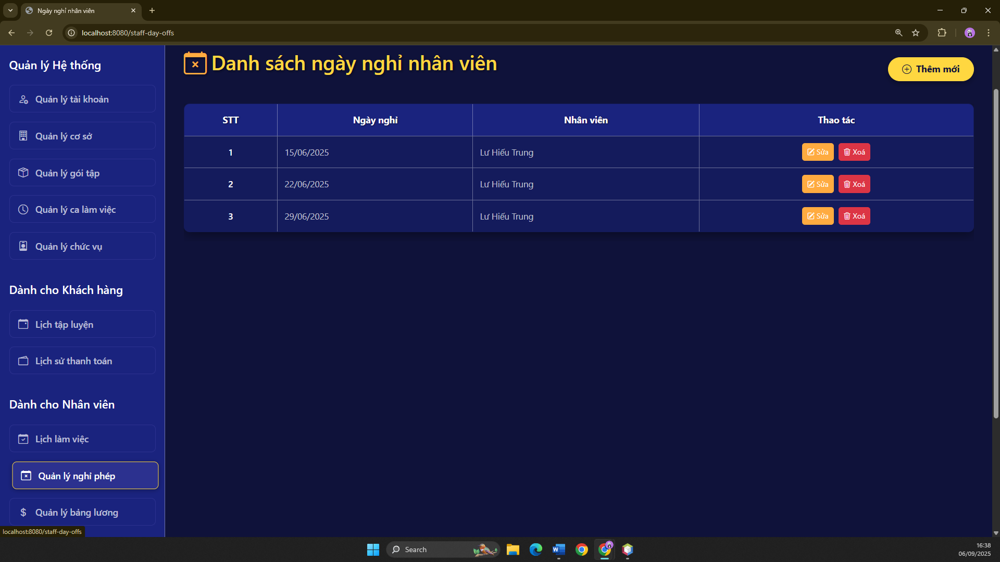 Ngày nghỉ nhân viên
localhost:8080/staff-day-offs
Quản lý Hệ thống
Quản lý tài khoản
Quản lý cơ sở
Quản lý gói tập
Quản lý ca làm việc
Quản lý chức vụ
Dành cho Khách hàng
Lịch tập luyện
Lịch sử thanh toán
Dành cho Nhân viên
Lịch làm việc
Quản lý nghỉ phép
Quản lý bảng lương
localhost:8080/staff-day-offs
Danh sách ngày nghỉ nhân viên
Thêm mới
STT Ngày nghỉ Nhân viên Thao tác
1 15/06/2025 Lư Hiếu Trung Sửa Xoá
2 22/06/2025 Lư Hiếu Trung Sửa Xoá
3 29/06/2025 Lư Hiếu Trung Sửa Xoá
Search
16:38
06/09/2025